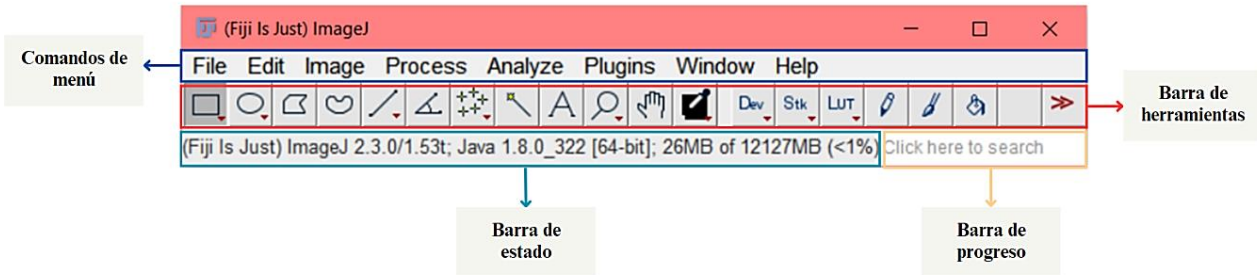 (Fiji Is Just) ImageJ
Comandos de
menú
File Edit Image Process Analyze Plugins Window Help
Dev Stk LUT
Barra de
herramientas
(Fiji Is Just) ImageJ 2.3.0/1.53t; Java 1.8.0_322 [64-bit]; 26MB of 12127MB (<1%)
Click here to search
Barra de
estado
Barra de
progreso